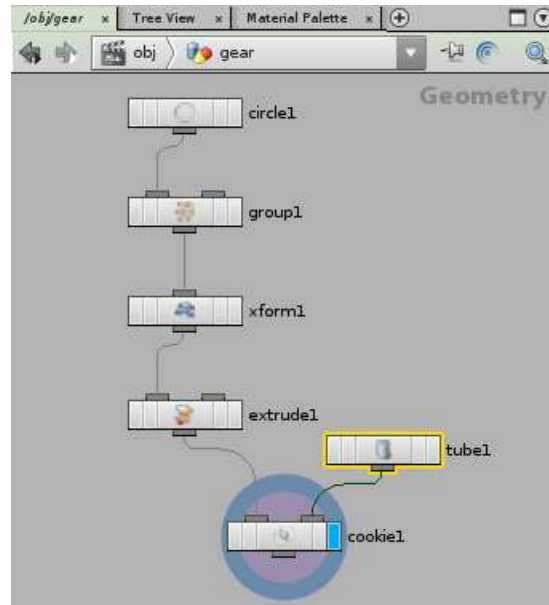 /obj/gear x Tree View x Material Palette x
obj gear
Geometry
circle1
group1
xform1
extrude1
tube1
cookie1